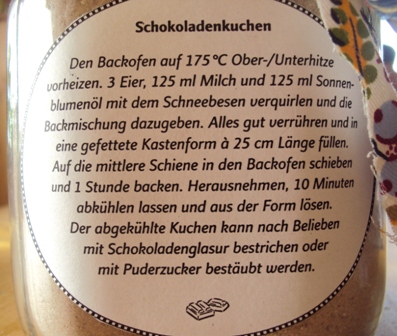 Schokoladenkuchen
Den Backofen auf 175 °C Ober-/Unterhitze
vorheizen. 3 Eier, 125 ml Milch und 125 ml Sonnen-
blumenöl mit dem Schneebesen verquirlen und die
Backmischung dazugeben. Alles gut verrühren und in
eine gefettete Kastenform à 25 cm Länge füllen.
Auf die mittlere Schiene in den Backofen schieben
und 1 Stunde backen. Herausnehmen, 10 Minuten
abkühlen lassen und aus der Form lösen.
Der abgekühlte Kuchen kann nach Belieben
mit Schokoladenglasur bestrichen oder
mit Puderzucker bestäubt werden.